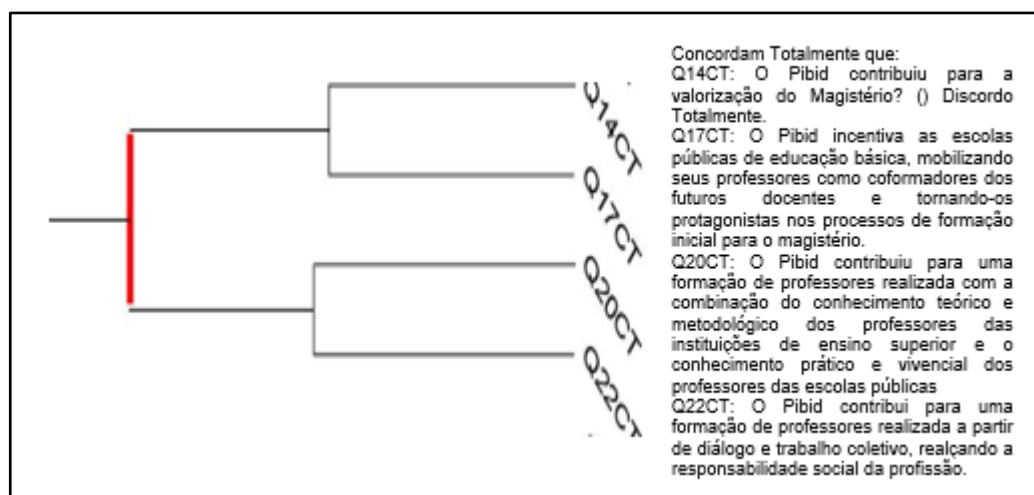 Q14CT
Q17CT
Q20CT
Q22CT
Concordam Totalmente que:
Q14CT: O Pibid contribuiu para a
valorização do Magistério? () Discordo
Totalmente.
Q17CT: O Pibid incentiva as escolas
públicas de educação básica, mobilizando
seus professores como coformadores dos
futuros docentes e tornando-os
protagonistas nos processos de formação
inicial para o magistério.
Q20CT: O Pibid contribuiu para uma
formação de professores realizada com a
combinação do conhecimento teórico e
metodológico dos professores das
instituições de ensino superior e o
conhecimento prático e vivencial dos
professores das escolas públicas
Q22CT: O Pibid contribui para uma
formação de professores realizada a partir
de diálogo e trabalho coletivo, realçando a
responsabilidade social da profissão.